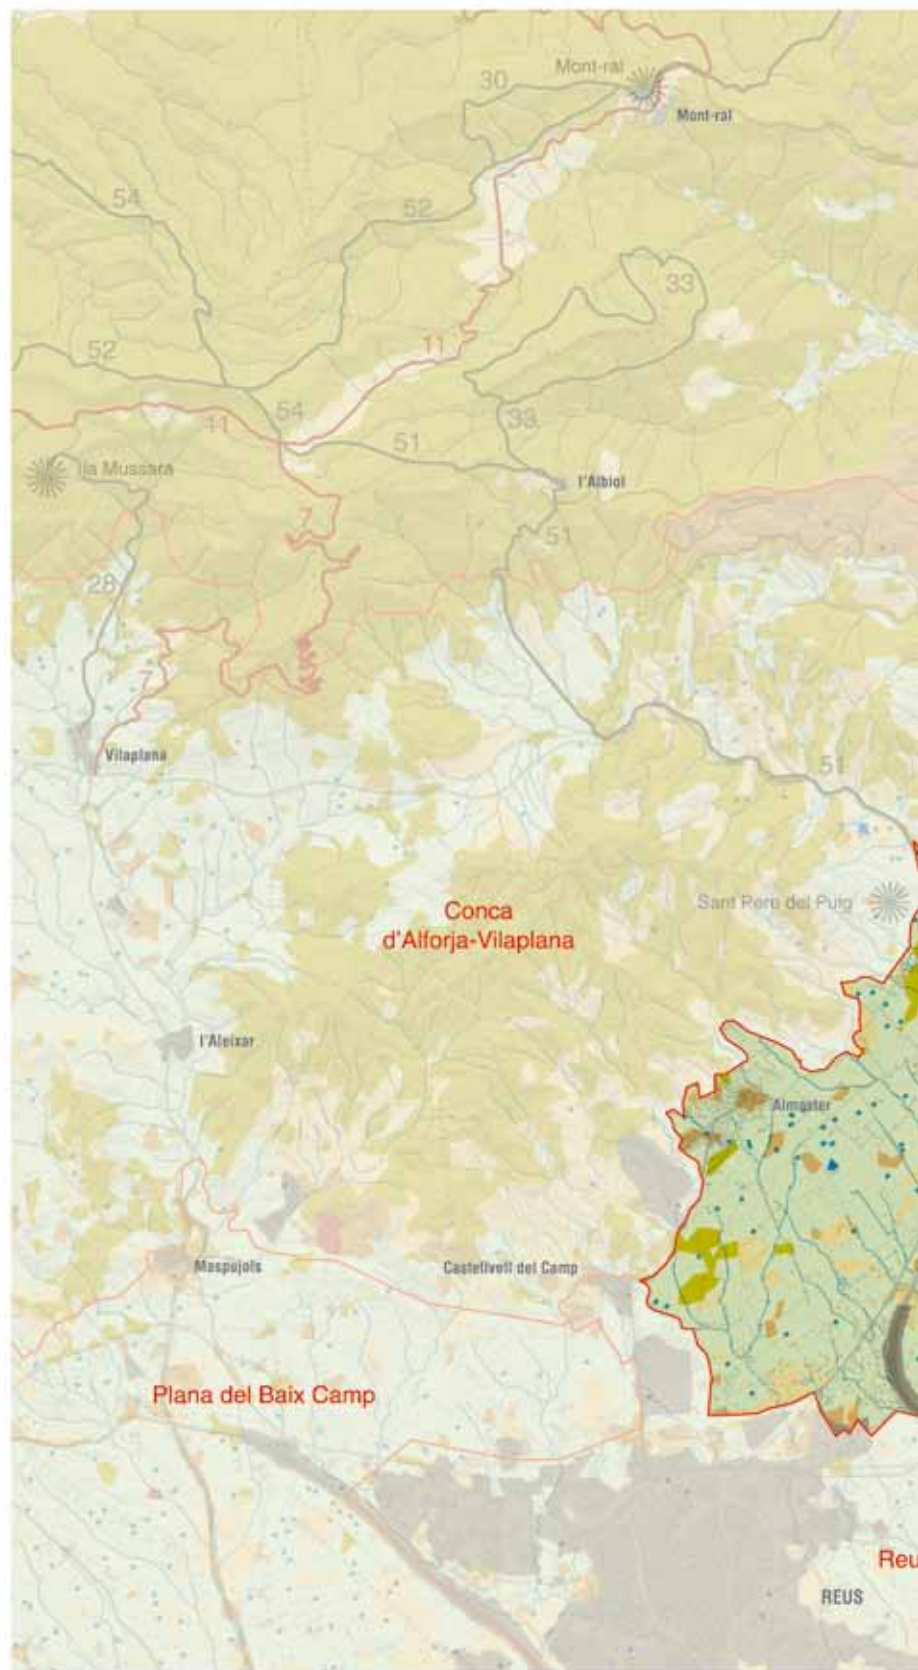 Mont-ral
30
Mont-ral
54
52
33
52
11
41
54
33
51
la Mussara
l'Albiol
7
51
28
7
Vilaplana
51
Sant Pere del Puig
Conca
d'Alforja-Vilaplana
l'Aleixar
Almoster
Maspujols
Castellvell del Camp
Plana del Baix Camp
Reu
REUS